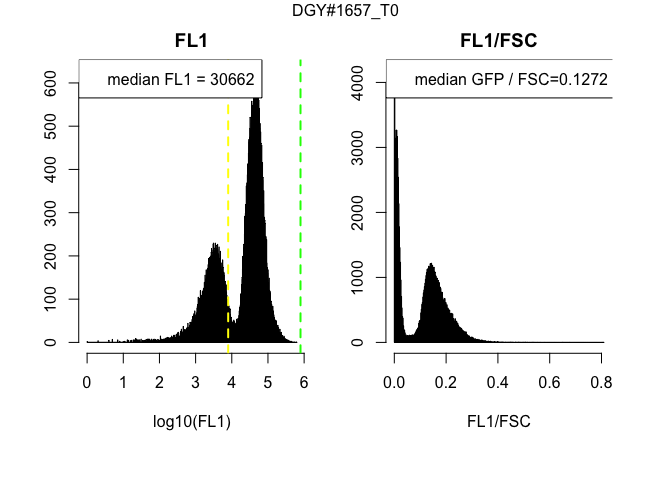 DGY#1657_T0
FL1
median FL1 = 30662
600
500
400
300
200
100
0
0 1 2 3 4 5 6
log10(FL1)
FL1/FSC
median GFP / FSC=0.1272
4000
3000
2000
1000
0
0.0 0.2 0.4 0.6 0.8
FL1/FSC